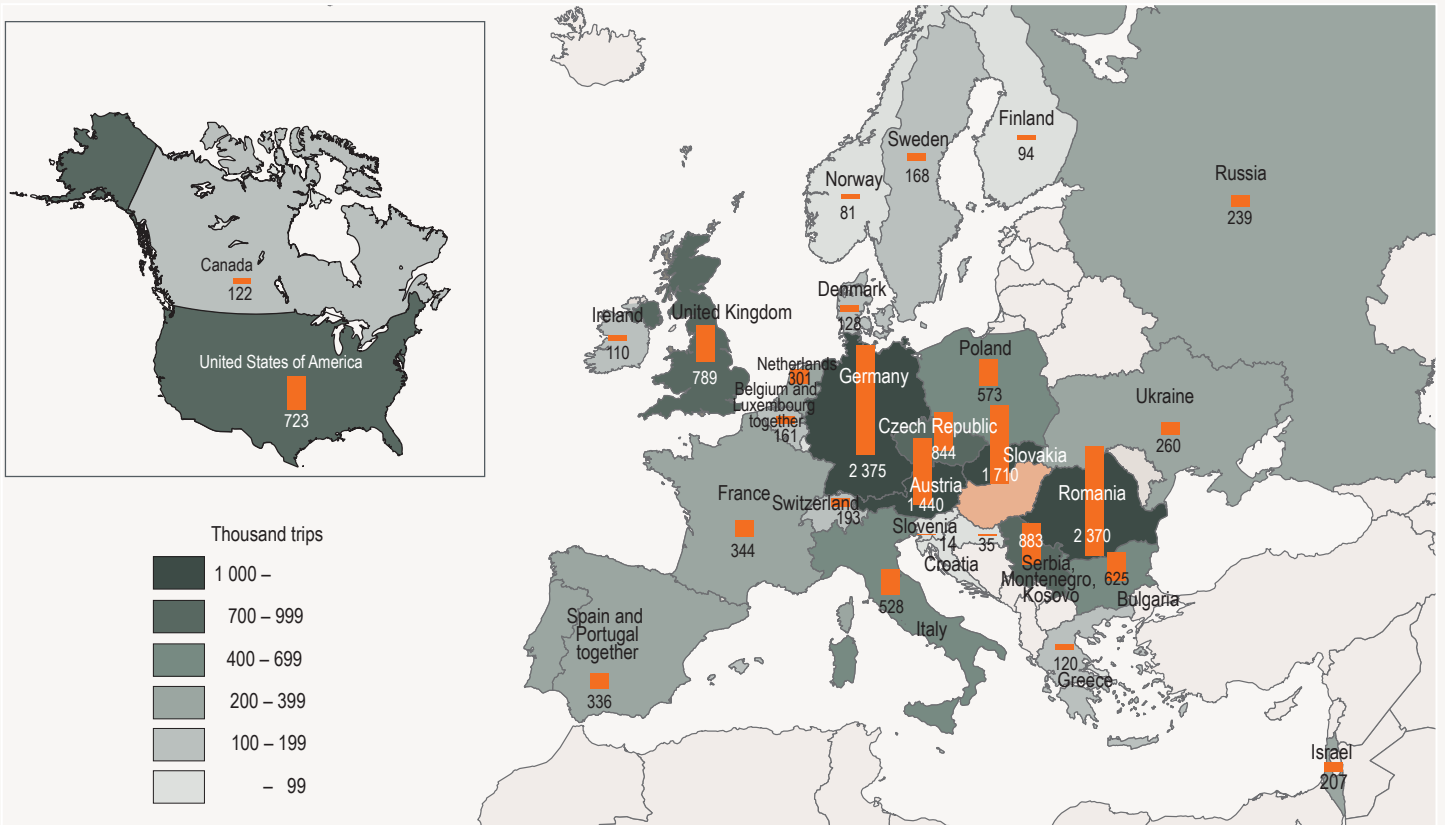 Canada
122
United States of America
723
Thousand trips
1 000 –
700 – 999
400 – 699
200 – 399
100 – 199
– 99
Finland
94
Sweden
168
Norway
81
Russia
239
Denmark
128
Ireland
110
United Kingdom
789
Netherlands
301
Belgium and
Luxembourg
together
161
Germany
2 375
Poland
573
Czech Republic
844
Ukraine
260
Slovakia
1 710
Austria
1 440
Romania
2 370
France
344
Switzerland
193
Slovenia
14
35
Croatia
883
Serbia,
Montenegro,
Kosovo
625
Bulgaria
528
Italy
Spain and
Portugal
together
336
120
Greece
Israel
207